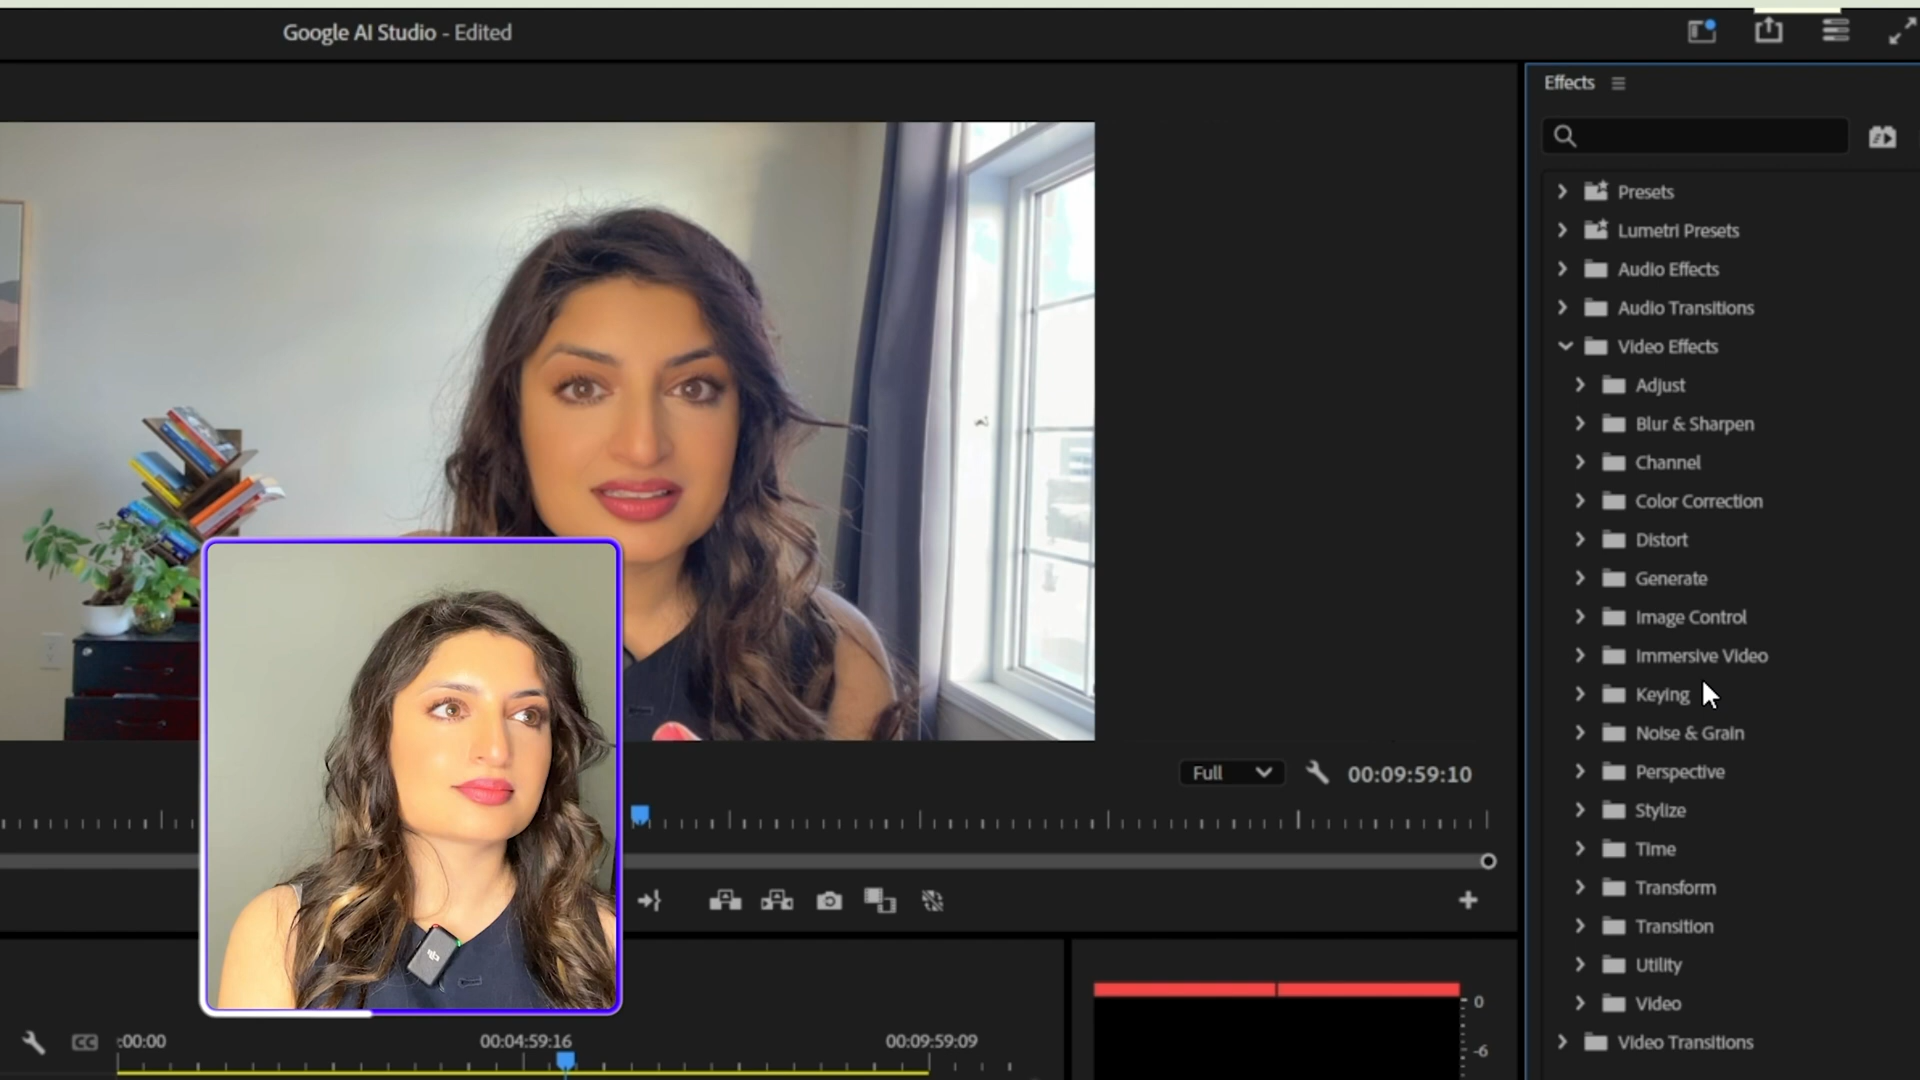 Google AI Studio - Edited
Effects
Presets
Lumetri Presets
Audio Effects
Audio Transitions
Video Effects
Adjust
Blur & Sharpen
Channel
Color Correction
Distort
Generate
Image Control
Immersive Video
Keying
Noise & Grain
Perspective
Stylize
Time
Transform
Transition
Utility
Video
Video Transitions
Full
00:09:59:10
CC
:00:00
00:04:59:16
00:09:59:09
0
-6